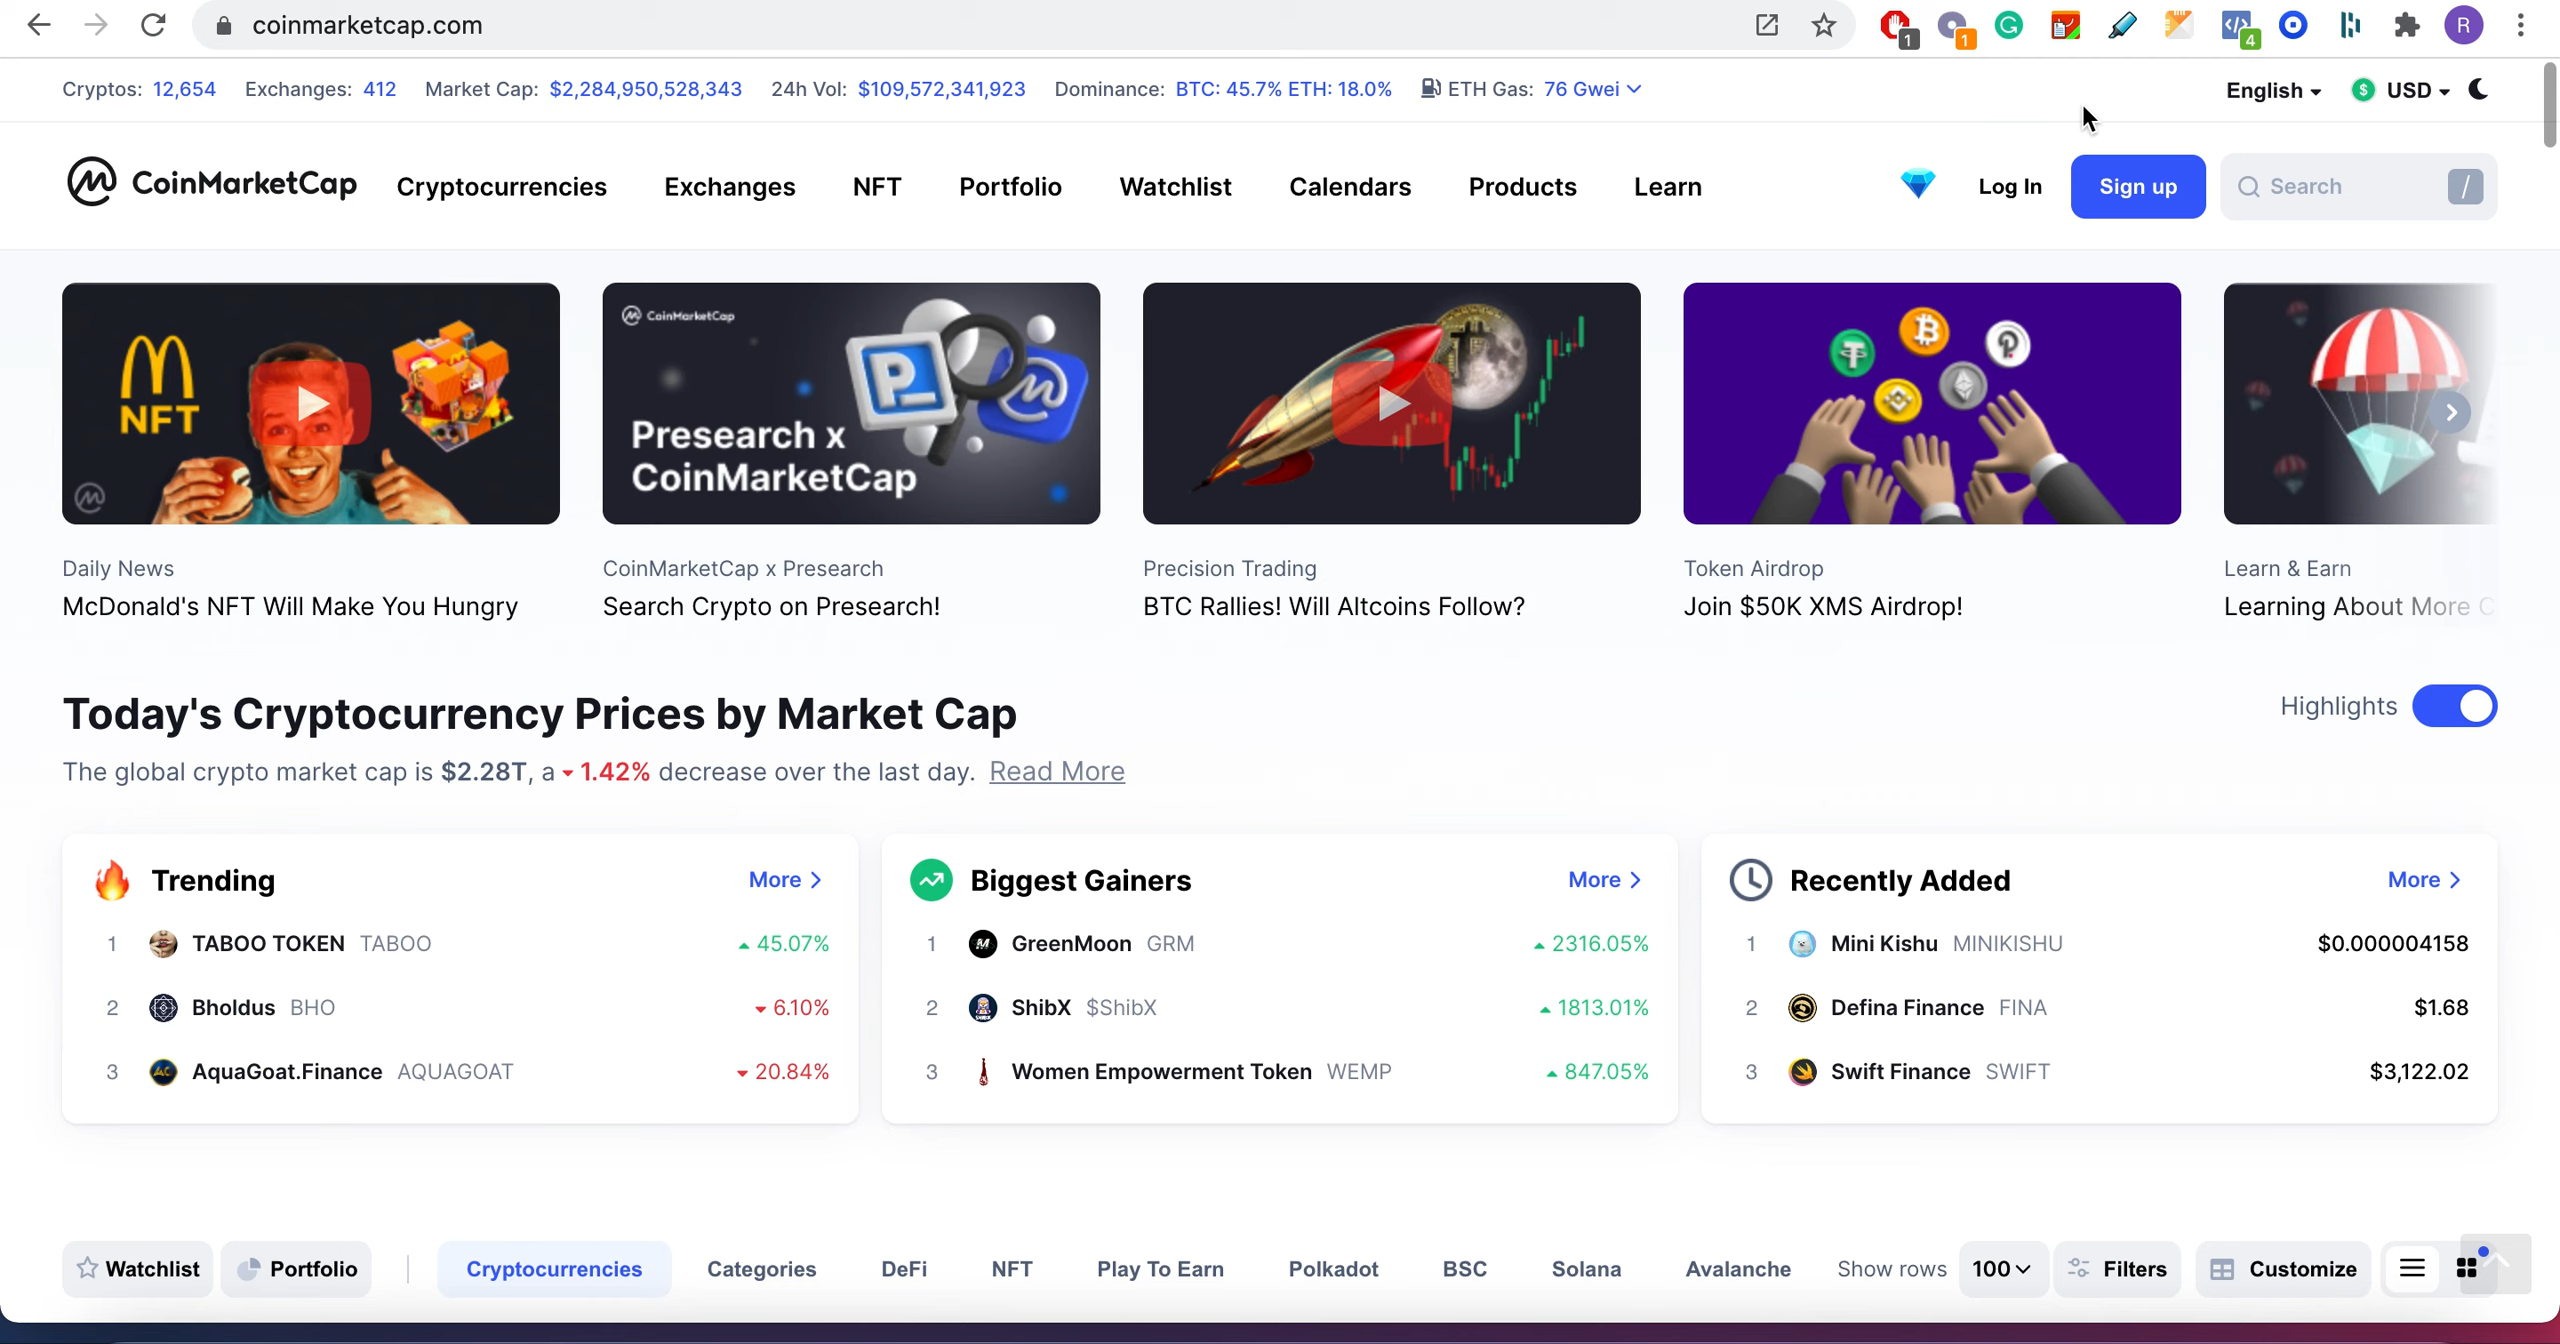 coinmarketcap.com
1
1
4
R
Cryptos: 12,654 Exchanges: 412 Market Cap: $2,284,950,528,343 24h Vol: $109,572,341,923 Dominance: BTC: 45.7% ETH: 18.0% ETH Gas: 76 Gwei
English
USD
CoinMarketCap
Cryptocurrencies Exchanges NFT Portfolio Watchlist Calendars Products Learn
Log In
Sign up
Search /
NFT
CoinMarketCap
Presearch x
CoinMarketCap
Daily News
McDonald's NFT Will Make You Hungry
CoinMarketCap x Presearch
Search Crypto on Presearch!
Precision Trading
BTC Rallies! Will Altcoins Follow?
Token Airdrop
Join $50K XMS Airdrop!
Learn & Earn
Learning About More C
Today's Cryptocurrency Prices by Market Cap
Highlights
The global crypto market cap is $2.28T, a 1.42% decrease over the last day. Read More
Trending More
1 TABOO TOKEN TABOO 45.07%
2 Bholdus BHO 6.10%
3 AquaGoat.Finance AQUAGOAT 20.84%
Biggest Gainers More
1 GreenMoon GRM 2316.05%
2 ShibX $ShibX 1813.01%
3 Women Empowerment Token WEMP 847.05%
Recently Added More
1 Mini Kishu MINIKISHU $0.000004158
2 Defina Finance FINA $1.68
3 Swift Finance SWIFT $3,122.02
Watchlist Portfolio Cryptocurrencies Categories DeFi NFT Play To Earn Polkadot BSC Solana Avalanche Show rows 100 Filters Customize